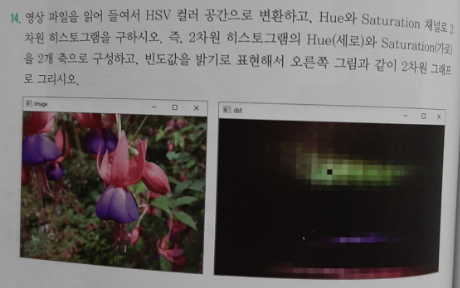 14. 영상 파일을 읽어 들여서 HSV 컬러 공간으로 변환하고, Hue와 Saturation 채널로 2
차원 히스토그램을 구하시오. 즉, 2차원 히스토그램의 Hue(세로)와 Saturation(가로)
을 2개 축으로 구성하고, 빈도값을 밝기로 표현해서 오른쪽 그림과 같이 2차원 그래프
로 그리시오.
image
dst